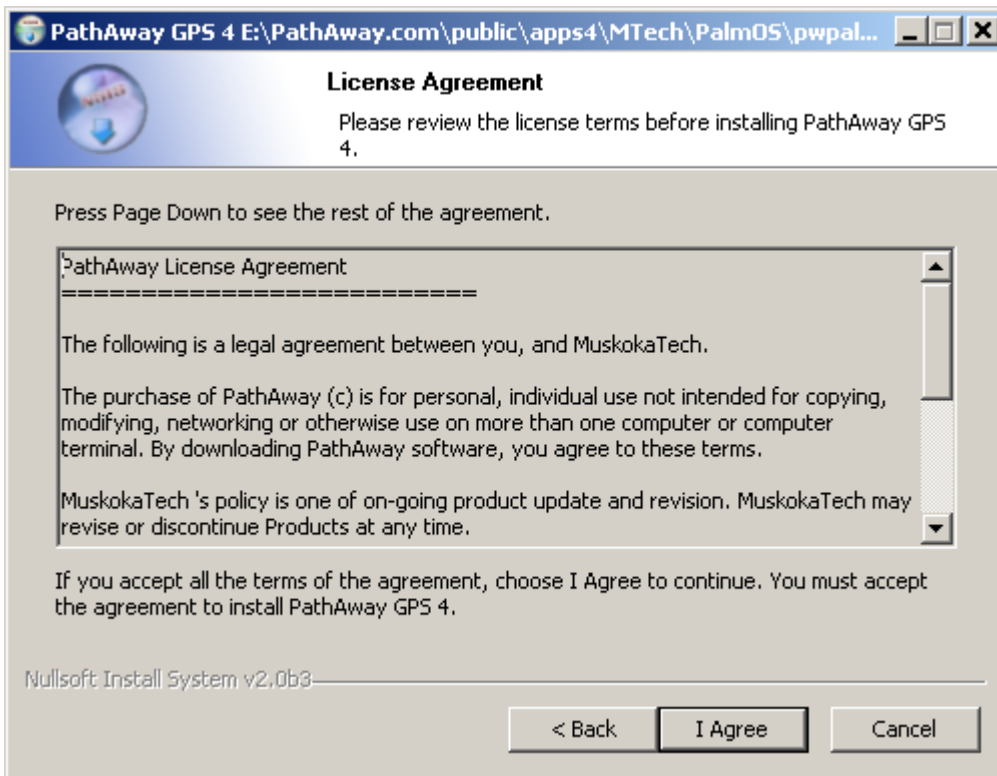 PathAway GPS 4 E:\PathAway.com\public\apps4\MTech\PalmOS\pwpal...
License Agreement
Please review the license terms before installing PathAway GPS
4.
Press Page Down to see the rest of the agreement.
PathAway License Agreement
==========================
The following is a legal agreement between you, and MuskokaTech.
The purchase of PathAway (c) is for personal, individual use not intended for copying,
modifying, networking or otherwise use on more than one computer or computer
terminal. By downloading PathAway software, you agree to these terms.
MuskokaTech 's policy is one of on-going product update and revision. MuskokaTech may
revise or discontinue Products at any time.
If you accept all the terms of the agreement, choose I Agree to continue. You must accept
the agreement to install PathAway GPS 4.
Nullsoft Install System v2.0b3
< Back
I Agree
Cancel